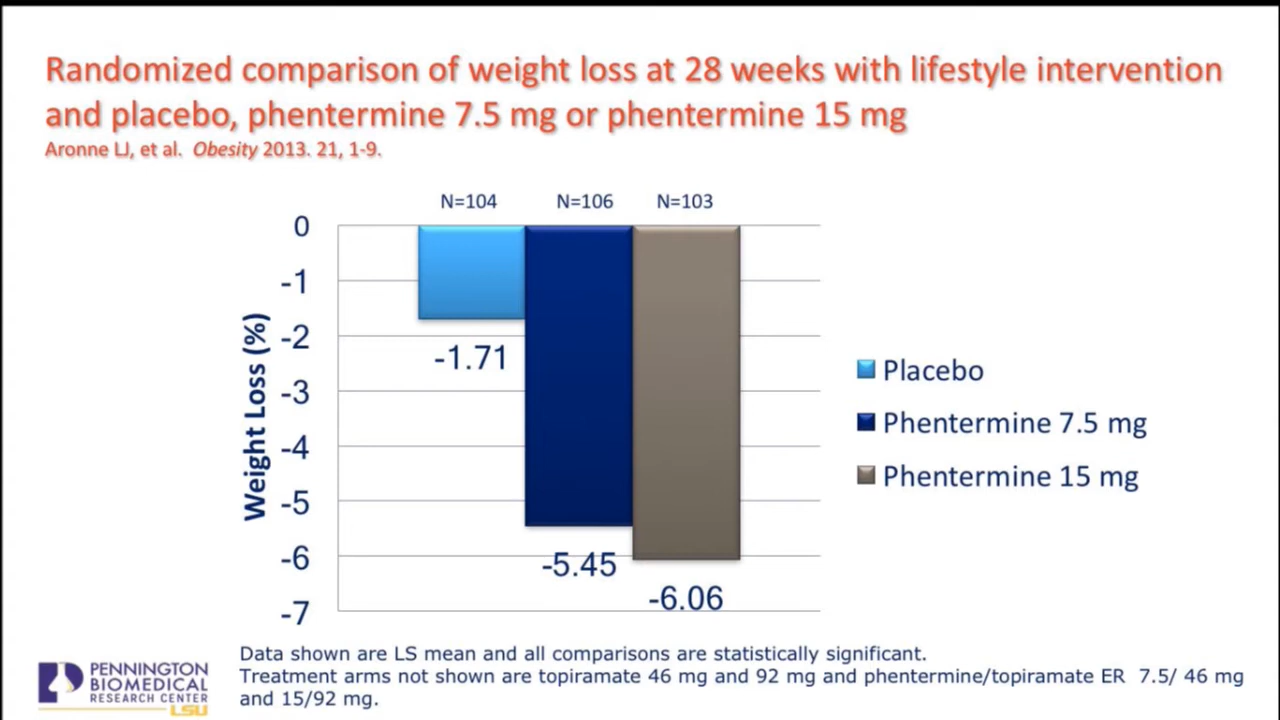 Randomized comparison of weight loss at 28 weeks with lifestyle intervention
and placebo, phentermine 7.5 mg or phentermine 15 mg
Aronne LJ, et al. Obesity 2013. 21, 1-9.
N=104 N=106 N=103
0
-1
-2
-3
-4
-5
-6
-7
Weight Loss (%)
-1.71
-5.45
-6.06
Placebo
Phentermine 7.5 mg
Phentermine 15 mg
Data shown are LS mean and all comparisons are statistically significant.
Treatment arms not shown are topiramate 46 mg and 92 mg and phentermine/topiramate ER 7.5/ 46 mg
and 15/92 mg.
PENNINGTON
BIOMEDICAL
RESEARCH CENTER
LSU